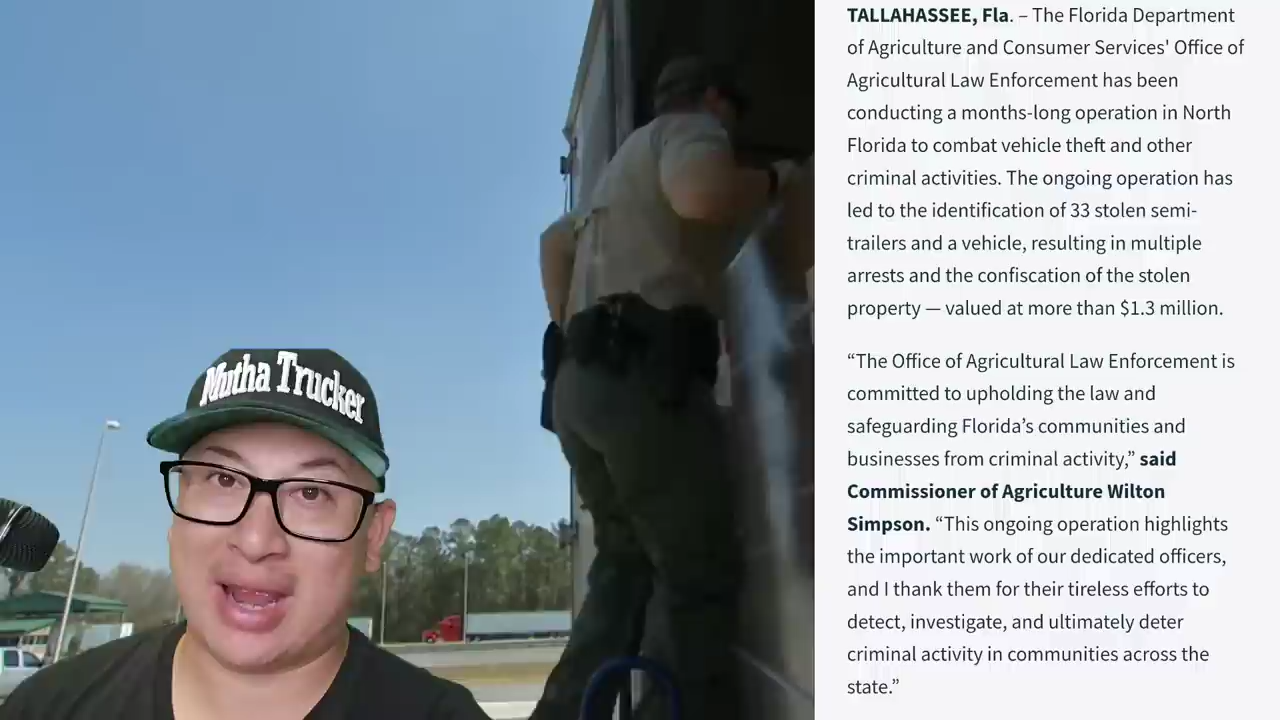 Mutha Trucker
TALLAHASSEE, Fla. – The Florida Department
of Agriculture and Consumer Services' Office of
Agricultural Law Enforcement has been
conducting a months-long operation in North
Florida to combat vehicle theft and other
criminal activities. The ongoing operation has
led to the identification of 33 stolen semi-
trailers and a vehicle, resulting in multiple
arrests and the confiscation of the stolen
property — valued at more than $1.3 million.
“The Office of Agricultural Law Enforcement is
committed to upholding the law and
safeguarding Florida’s communities and
businesses from criminal activity,” said
Commissioner of Agriculture Wilton
Simpson. “This ongoing operation highlights
the important work of our dedicated officers,
and I thank them for their tireless efforts to
detect, investigate, and ultimately deter
criminal activity in communities across the
state.”